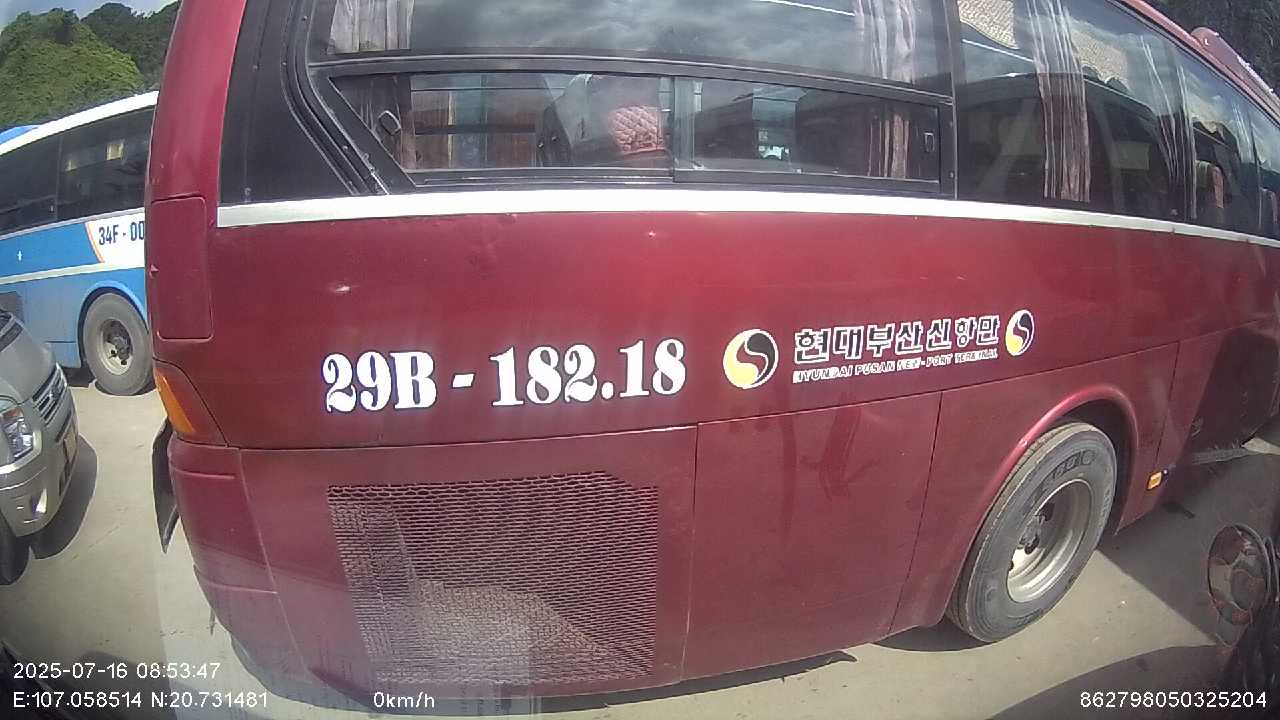 34F - 00
29B - 182.18
현대부산신항만
HYUNDAI PUSAN NEW-PORT TERMINAL
2025-07-16 08:53:47
E:107.058514 N:20.731481
0km/h
862798050325204